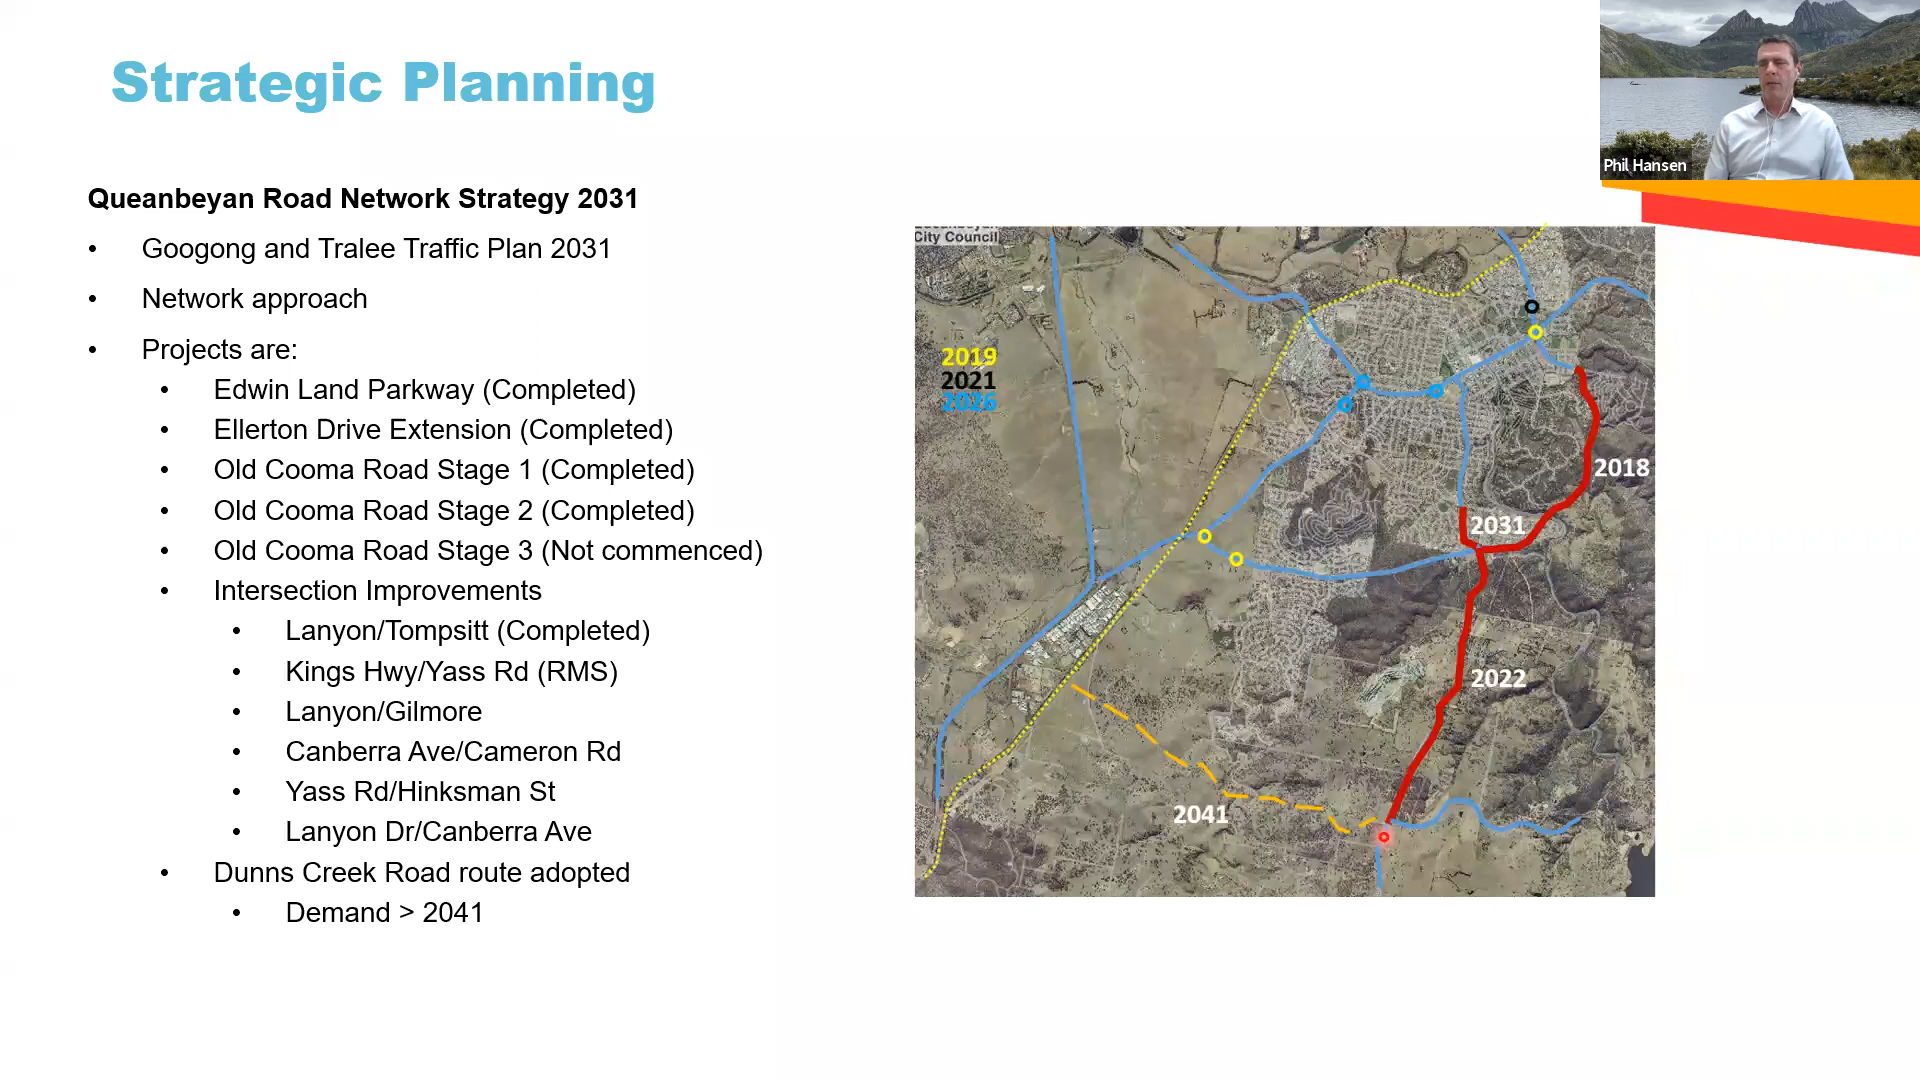 Strategic Planning
Phil Hansen
Queanbeyan Road Network Strategy 2031
• Googong and Tralee Traffic Plan 2031
• Network approach
• Projects are:
• Edwin Land Parkway (Completed)
• Ellerton Drive Extension (Completed)
• Old Cooma Road Stage 1 (Completed)
• Old Cooma Road Stage 2 (Completed)
• Old Cooma Road Stage 3 (Not commenced)
• Intersection Improvements
• Lanyon/Tompsitt (Completed)
• Kings Hwy/Yass Rd (RMS)
• Lanyon/Gilmore
• Canberra Ave/Cameron Rd
• Yass Rd/Hinksman St
• Lanyon Dr/Canberra Ave
• Dunns Creek Road route adopted
• Demand > 2041
City Council
2019
2021
2026
2018
2031
2022
2041